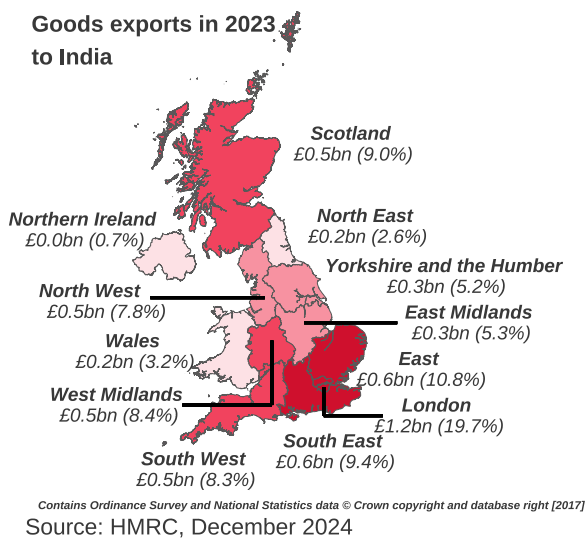 Goods exports in 2023
to India
Scotland
£0.5bn (9.0%)
Northern Ireland
£0.0bn (0.7%)
North East
£0.2bn (2.6%)
Yorkshire and the Humber
£0.3bn (5.2%)
North West
£0.5bn (7.8%)
East Midlands
£0.3bn (5.3%)
Wales
£0.2bn (3.2%)
East
£0.6bn (10.8%)
West Midlands
£0.5bn (8.4%)
London
£1.2bn (19.7%)
South East
£0.6bn (9.4%)
South West
£0.5bn (8.3%)
Contains Ordinance Survey and National Statistics data © Crown copyright and database right [2017]
Source: HMRC, December 2024